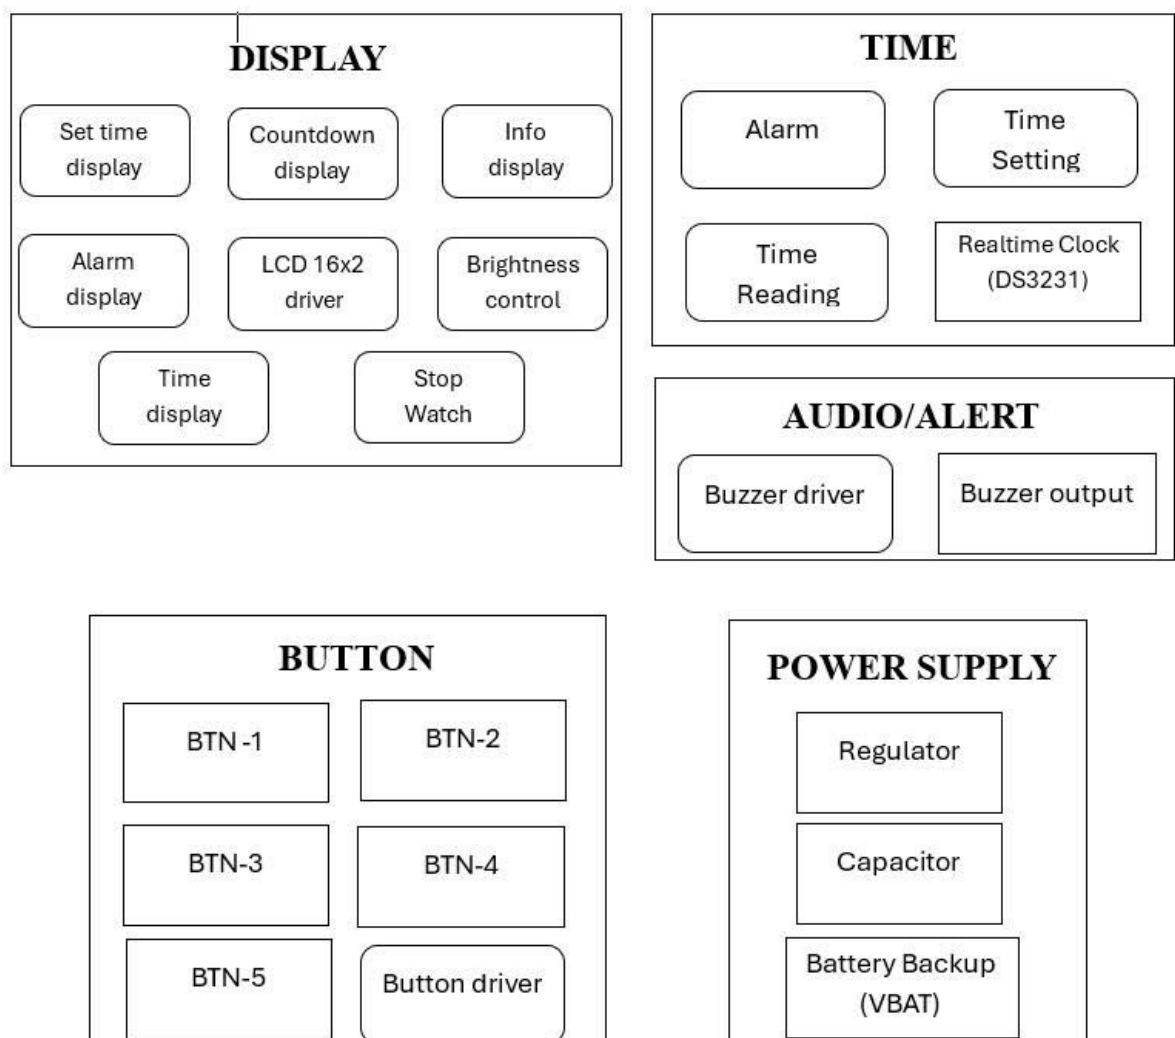 DISPLAY
Set time
display
Countdown
display
Info
display
Alarm
display
LCD 16x2
driver
Brightness
control
Time
display
Stop
Watch
TIME
Alarm
Time
Setting
Time
Reading
Realtime Clock
(DS3231)
AUDIO/ALERT
Buzzer driver
Buzzer output
BUTTON
BTN -1
BTN-2
BTN-3
BTN-4
BTN-5
Button driver
POWER SUPPLY
Regulator
Capacitor
Battery Backup
(VBAT)